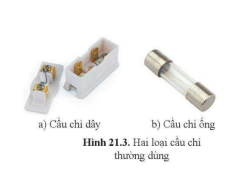 a) Cầu chì dây
b) Cầu chì ống
Hình 21.3. Hai loại cầu chì
thường dùng